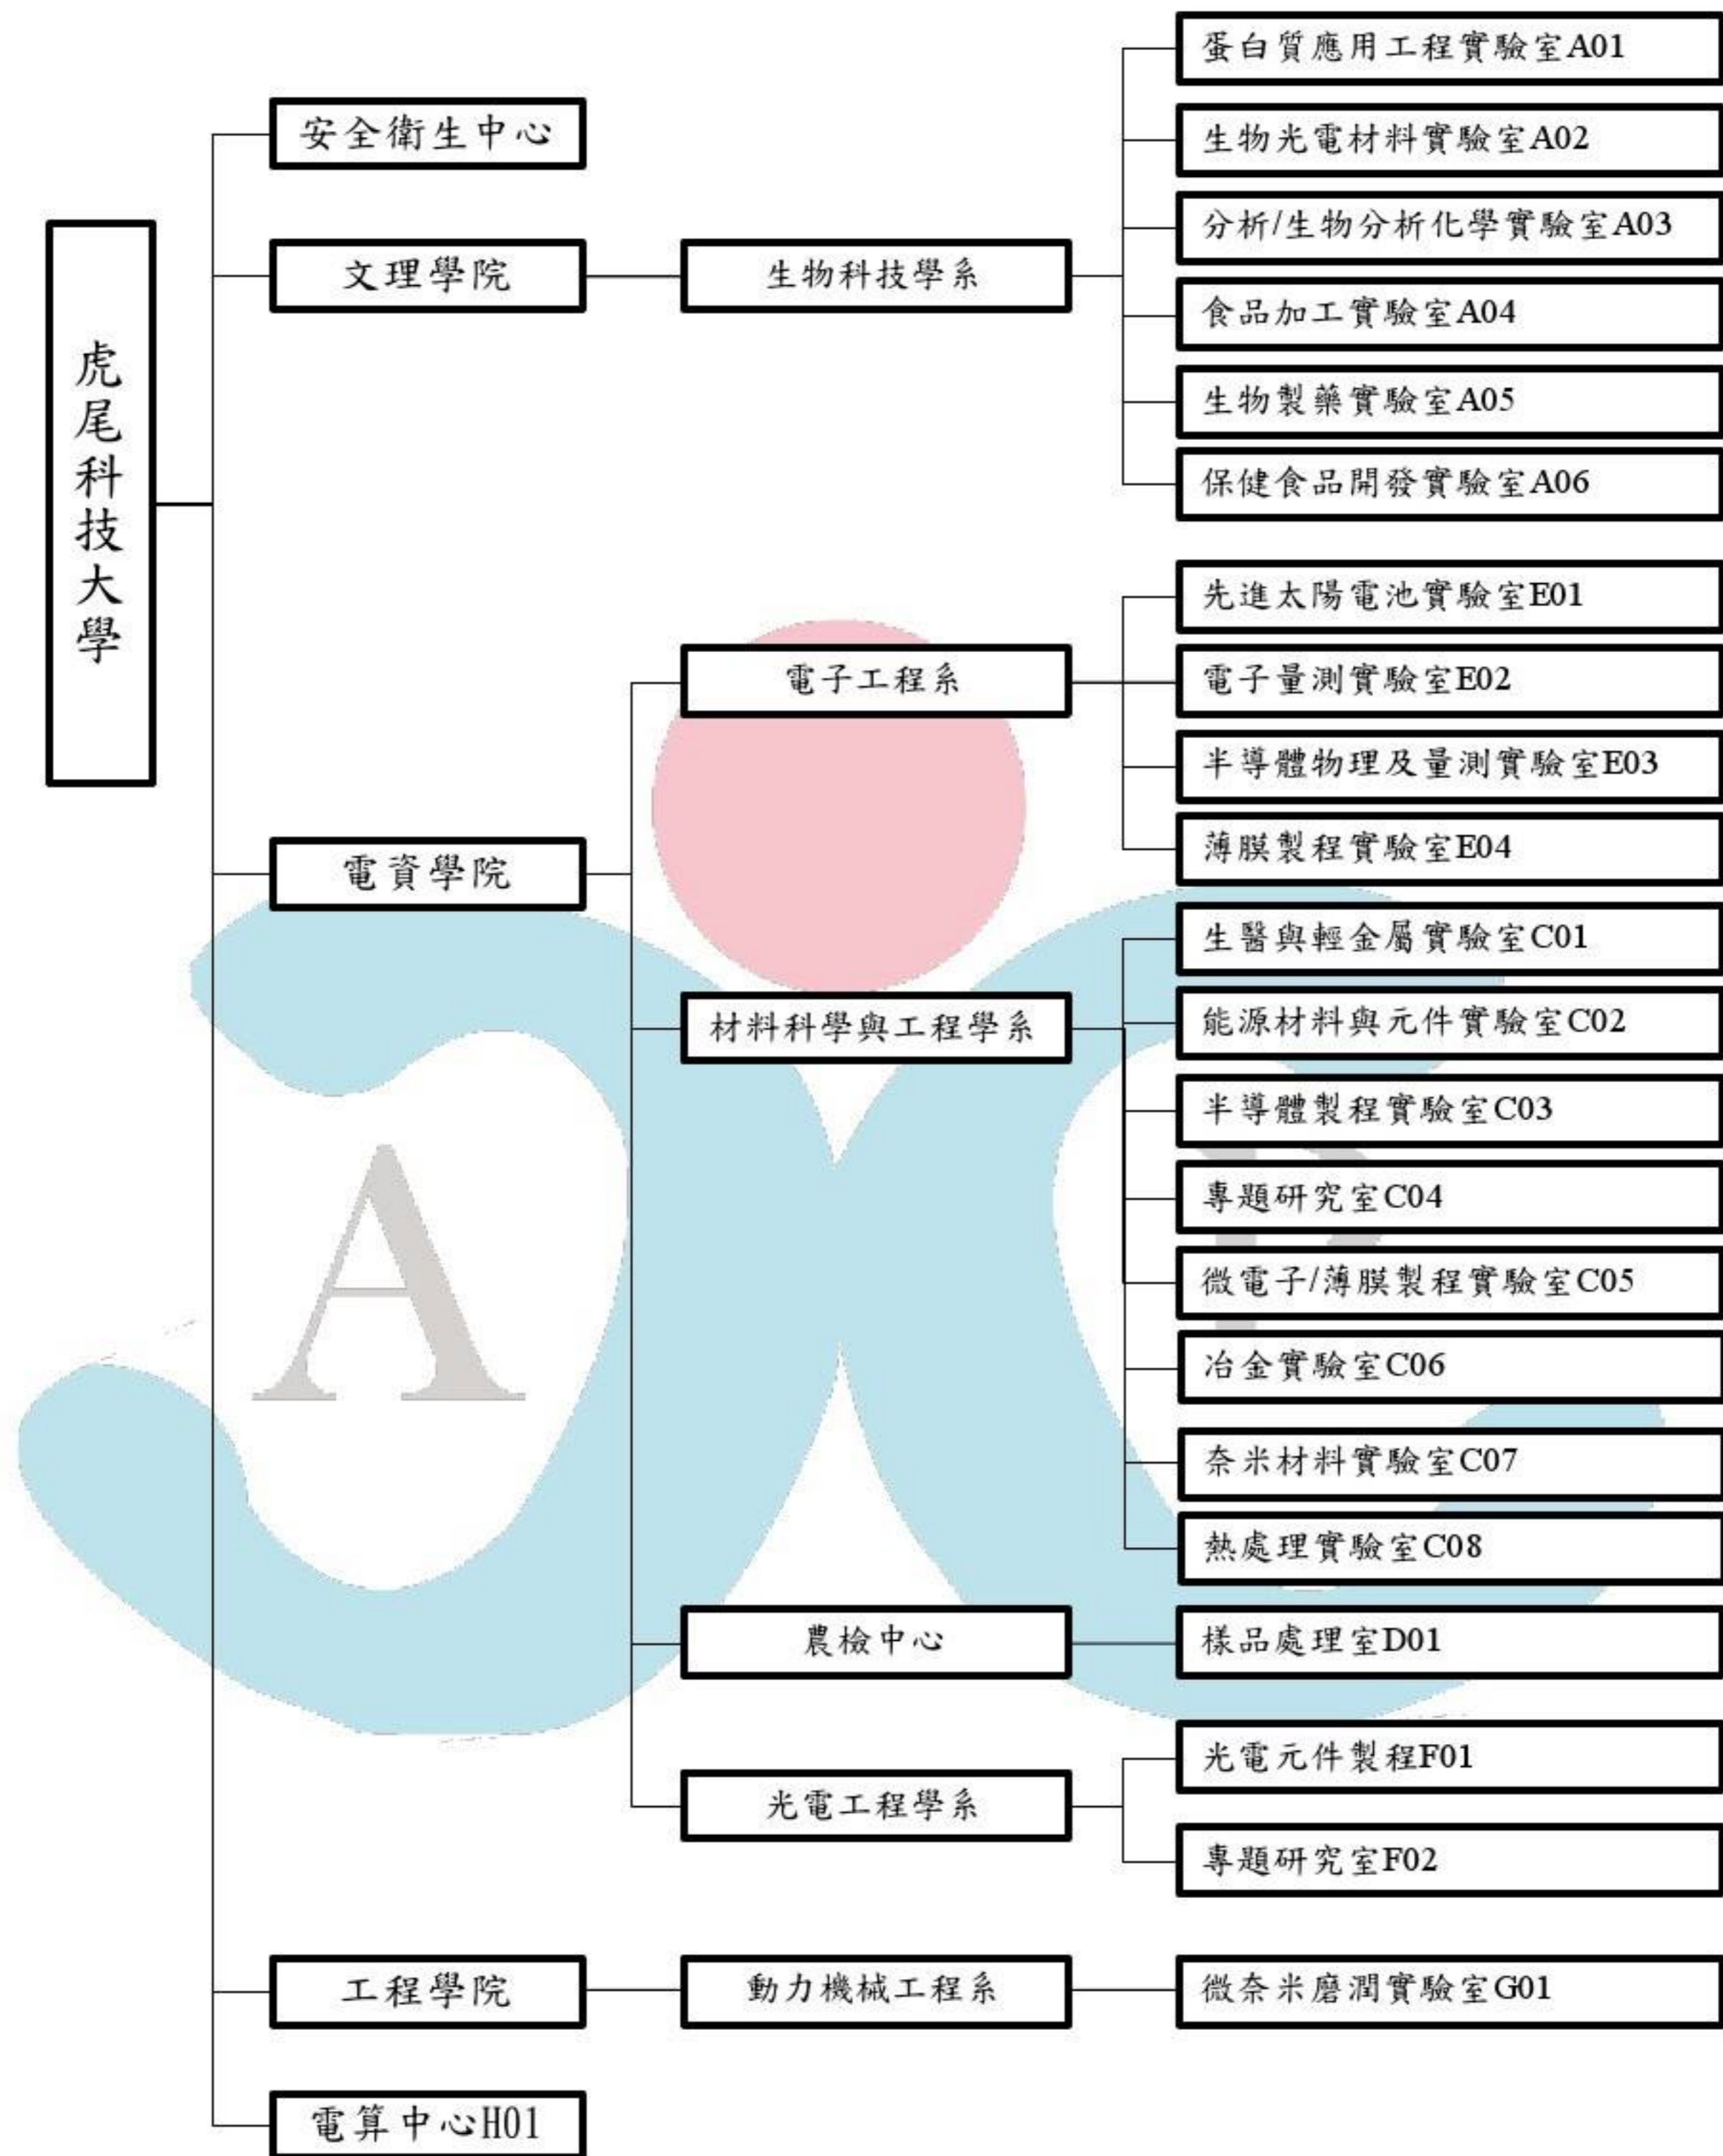 虎尾科技大學
安全衛生中心
文理學院
生物科技學系
蛋白質應用工程實驗室A01
生物光電材料實驗室A02
分析/生物分析化學實驗室A03
食品加工實驗室A04
生物製藥實驗室A05
保健食品開發實驗室A06
電資學院
電子工程系
先進太陽電池實驗室E01
電子量測實驗室E02
半導體物理及量測實驗室E03
薄膜製程實驗室E04
材料科學與工程學系
生醫與輕金屬實驗室C01
能源材料與元件實驗室C02
半導體製程實驗室C03
專題研究室C04
微電子/薄膜製程實驗室C05
冶金實驗室C06
奈米材料實驗室C07
熱處理實驗室C08
農檢中心
樣品處理室D01
光電工程學系
光電元件製程F01
專題研究室F02
工程學院
動力機械工程系
微奈米磨潤實驗室G01
電算中心H01
A